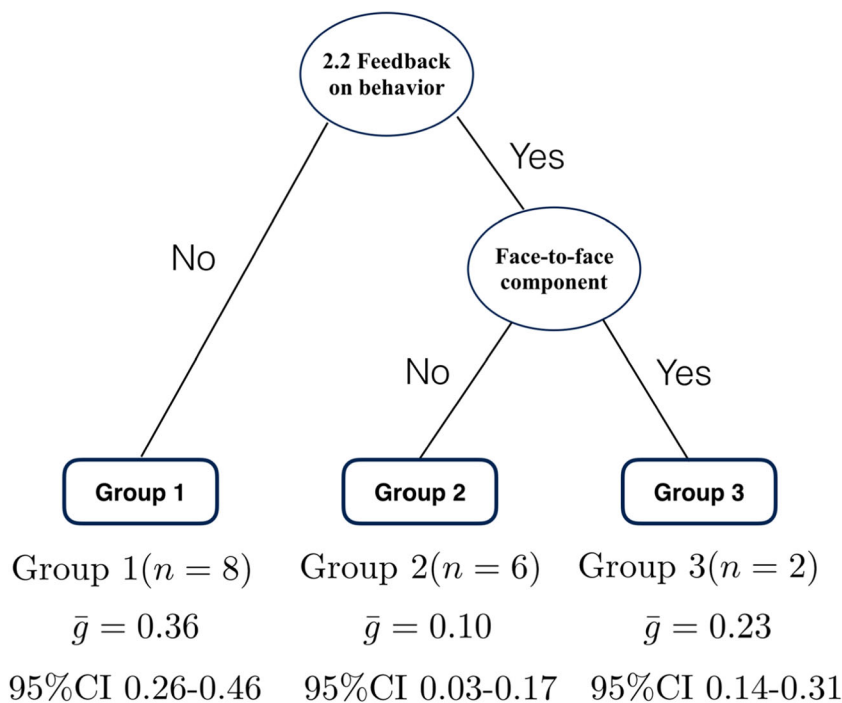 2.2 Feedback
on behavior
Yes
No
Face-to-face
component
No
Yes
Group 1
Group 2
Group 3
Group 1(n = 8)
Group 2(n = 6)
Group 3(n = 2)
ḡ = 0.36
ḡ = 0.10
ḡ = 0.23
95%CI 0.26-0.46
95%CI 0.03-0.17
95%CI 0.14-0.31